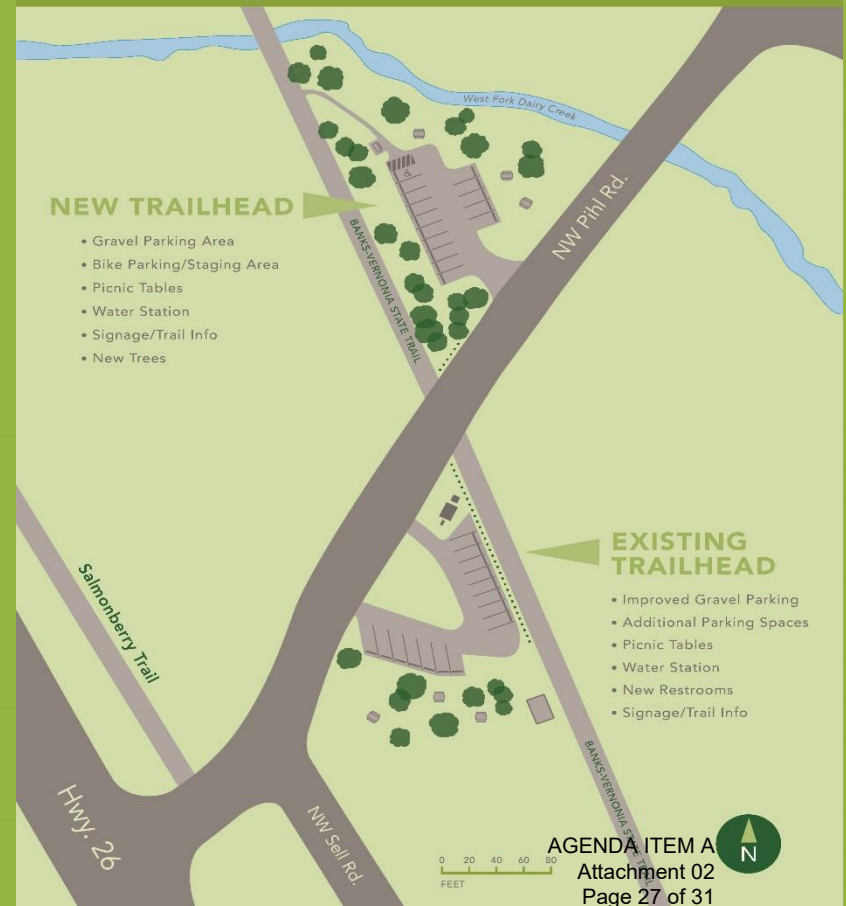 West Fork Dairy Creek
NEW TRAILHEAD
• Gravel Parking Area
• Bike Parking/Staging Area
• Picnic Tables
• Water Station
• Signage/Trail Info
• New Trees
BANKS-VERNONIA STATE TRAIL
NW Pihl Rd.
EXISTING
TRAILHEAD
• Improved Gravel Parking
• Additional Parking Spaces
• Picnic Tables
• Water Station
• New Restrooms
• Signage/Trail Info
Salmonberry Trail
Hwy. 26
NW Sell Rd.
BANKS-VERNONIA STATE TRAIL
0 20 40 60 80
FEET
N
AGENDA ITEM A
Attachment 02
Page 27 of 31